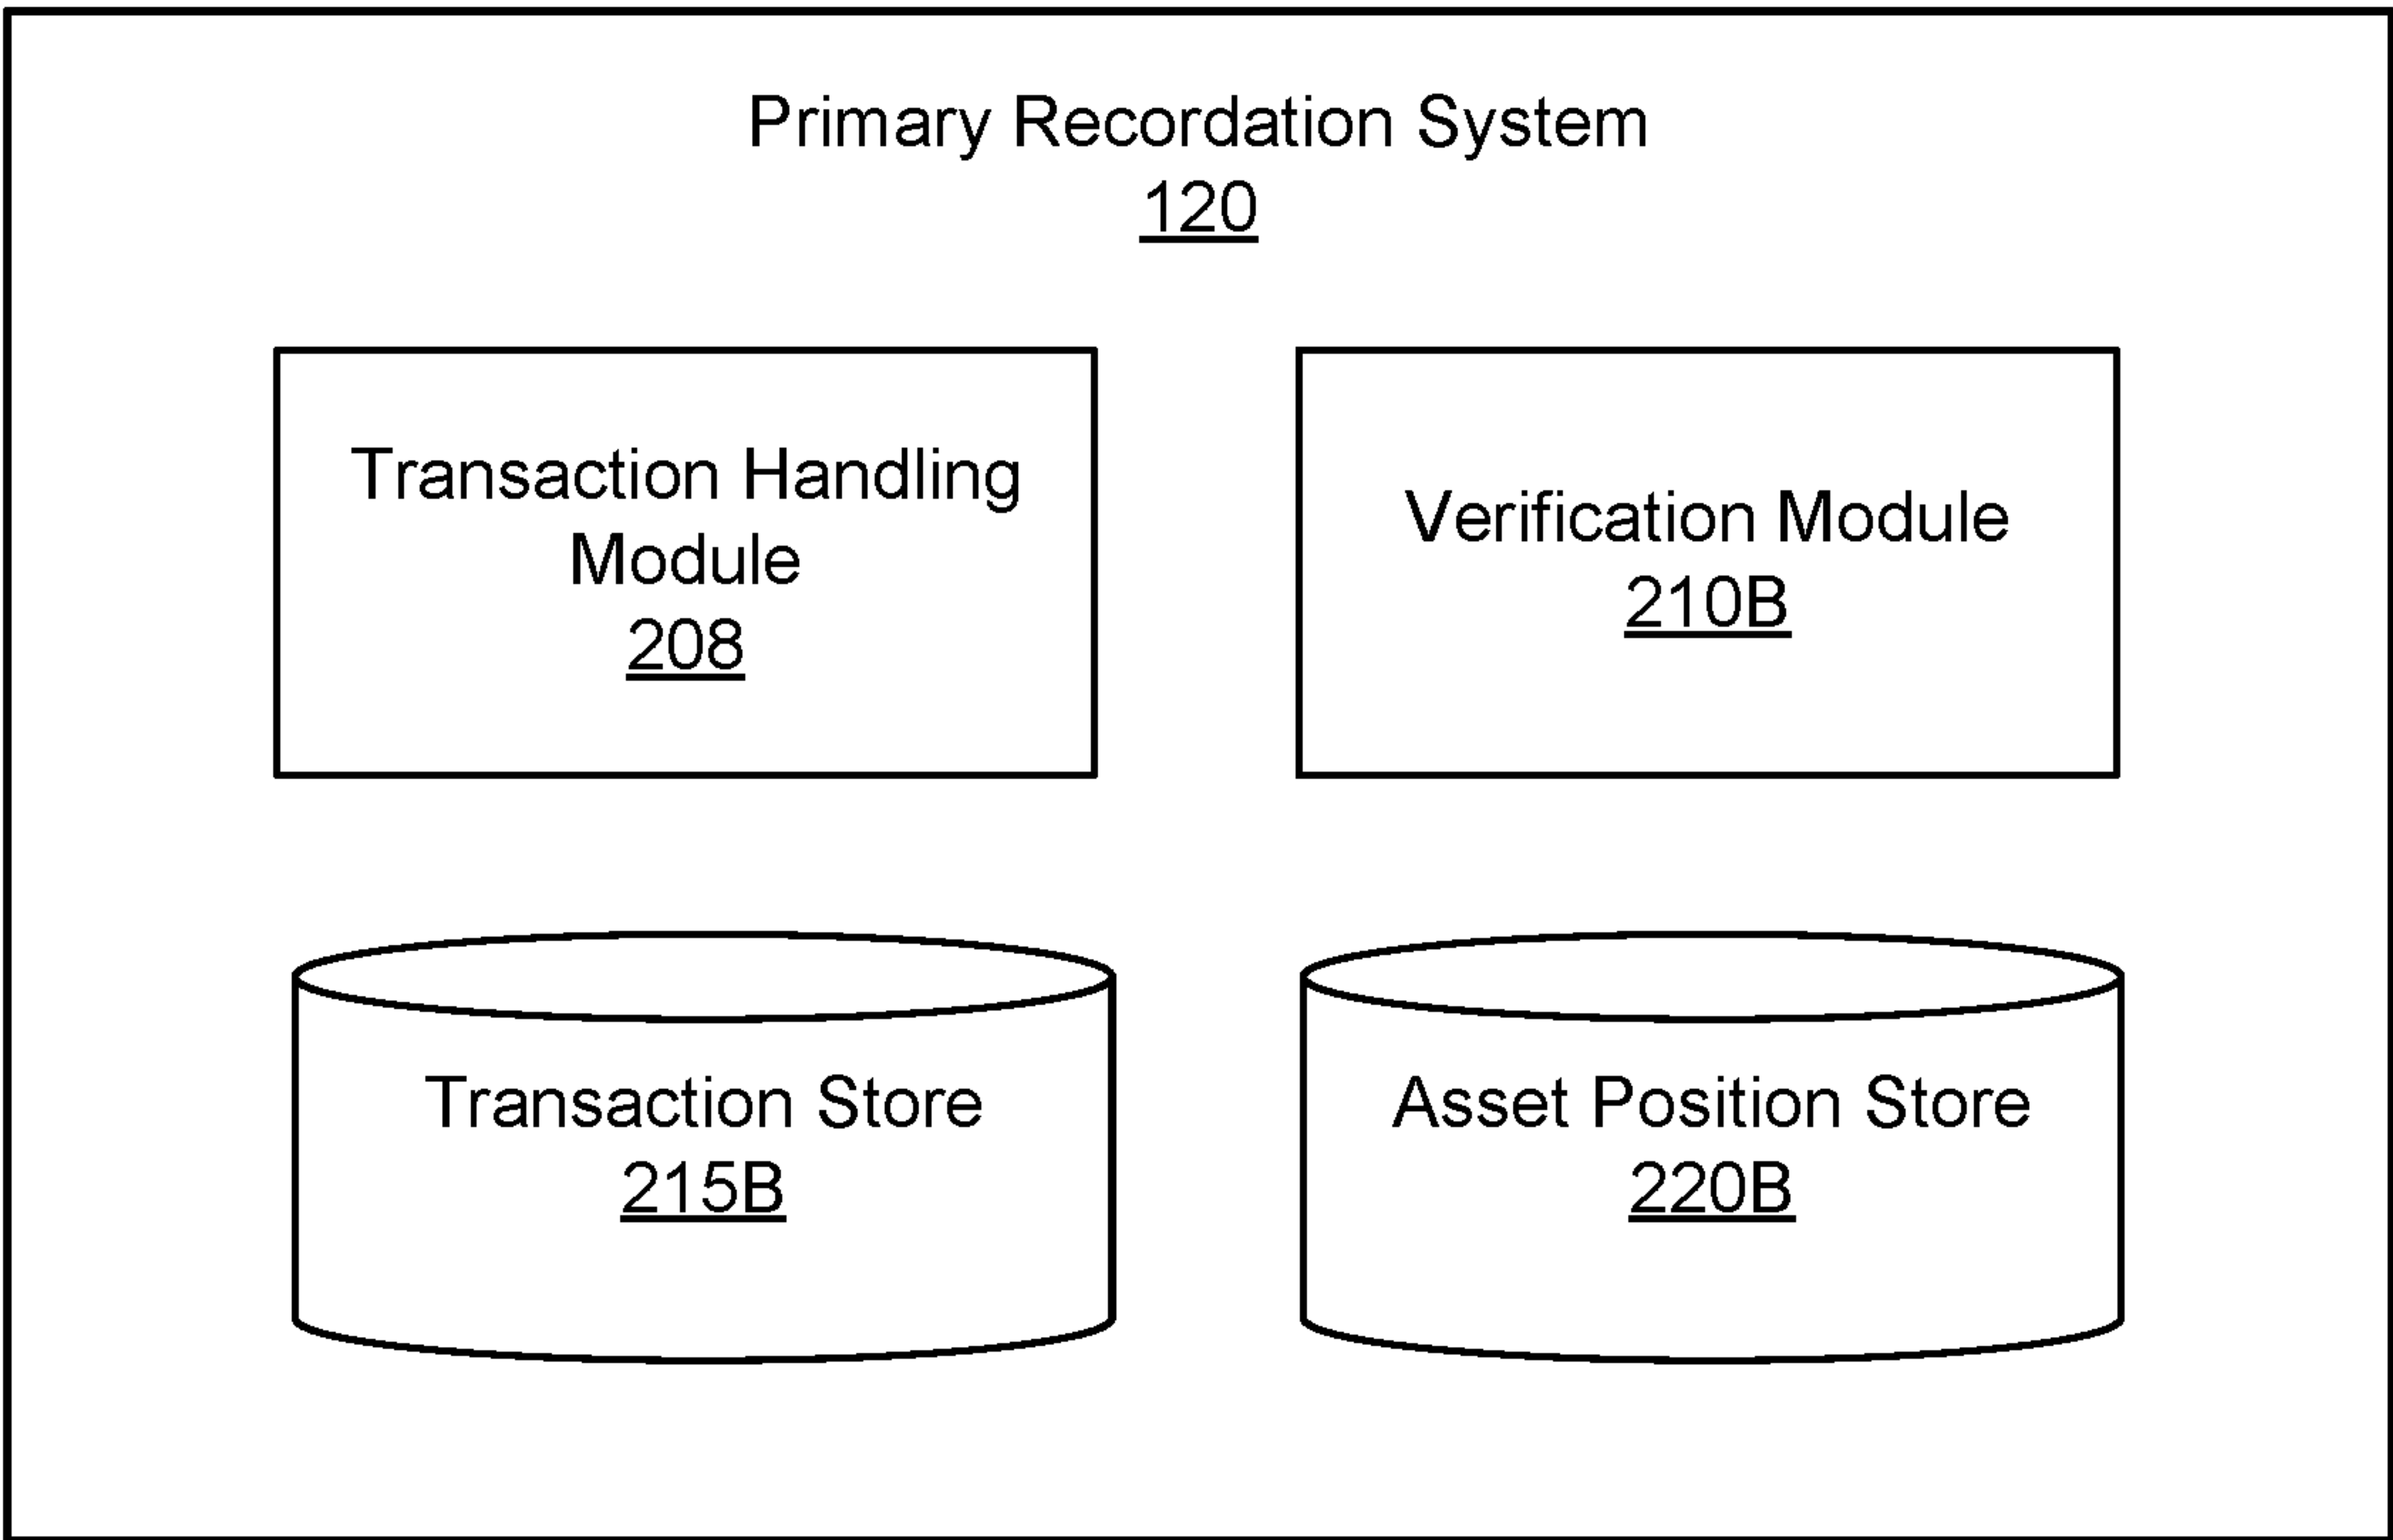 Primary Recordation System
120
Transaction Handling
Module
208
Verification Module
210B
Transaction Store
215B
Asset Position Store
220B